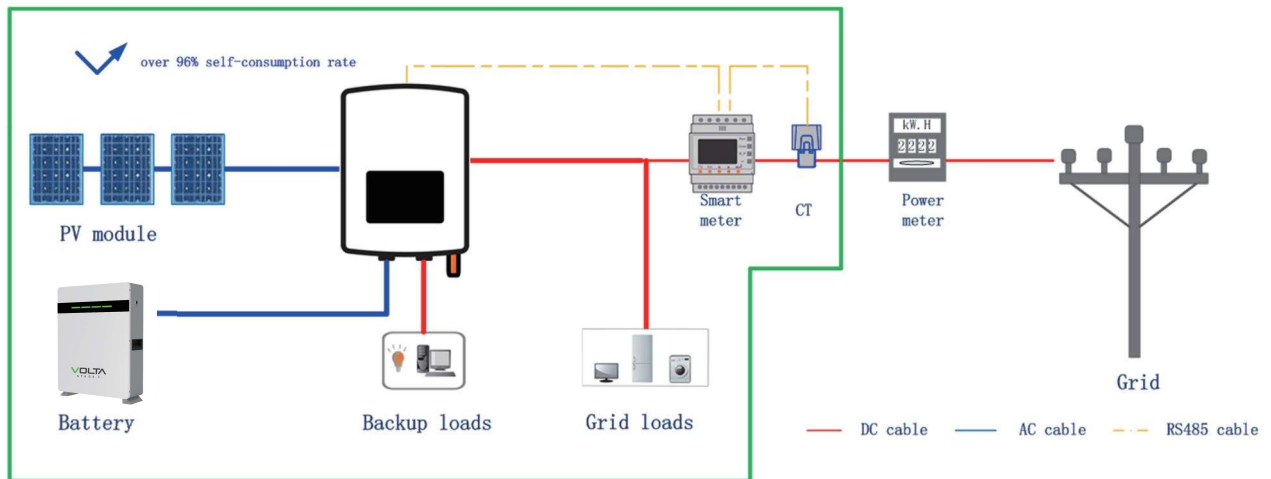 over 96% self-consumption rate
kW.H
2222
Smart
meter
CT
Power
meter
PV module
VOLTA
Battery
Backup loads
Grid loads
Grid
DC cable
AC cable
RS485 cable